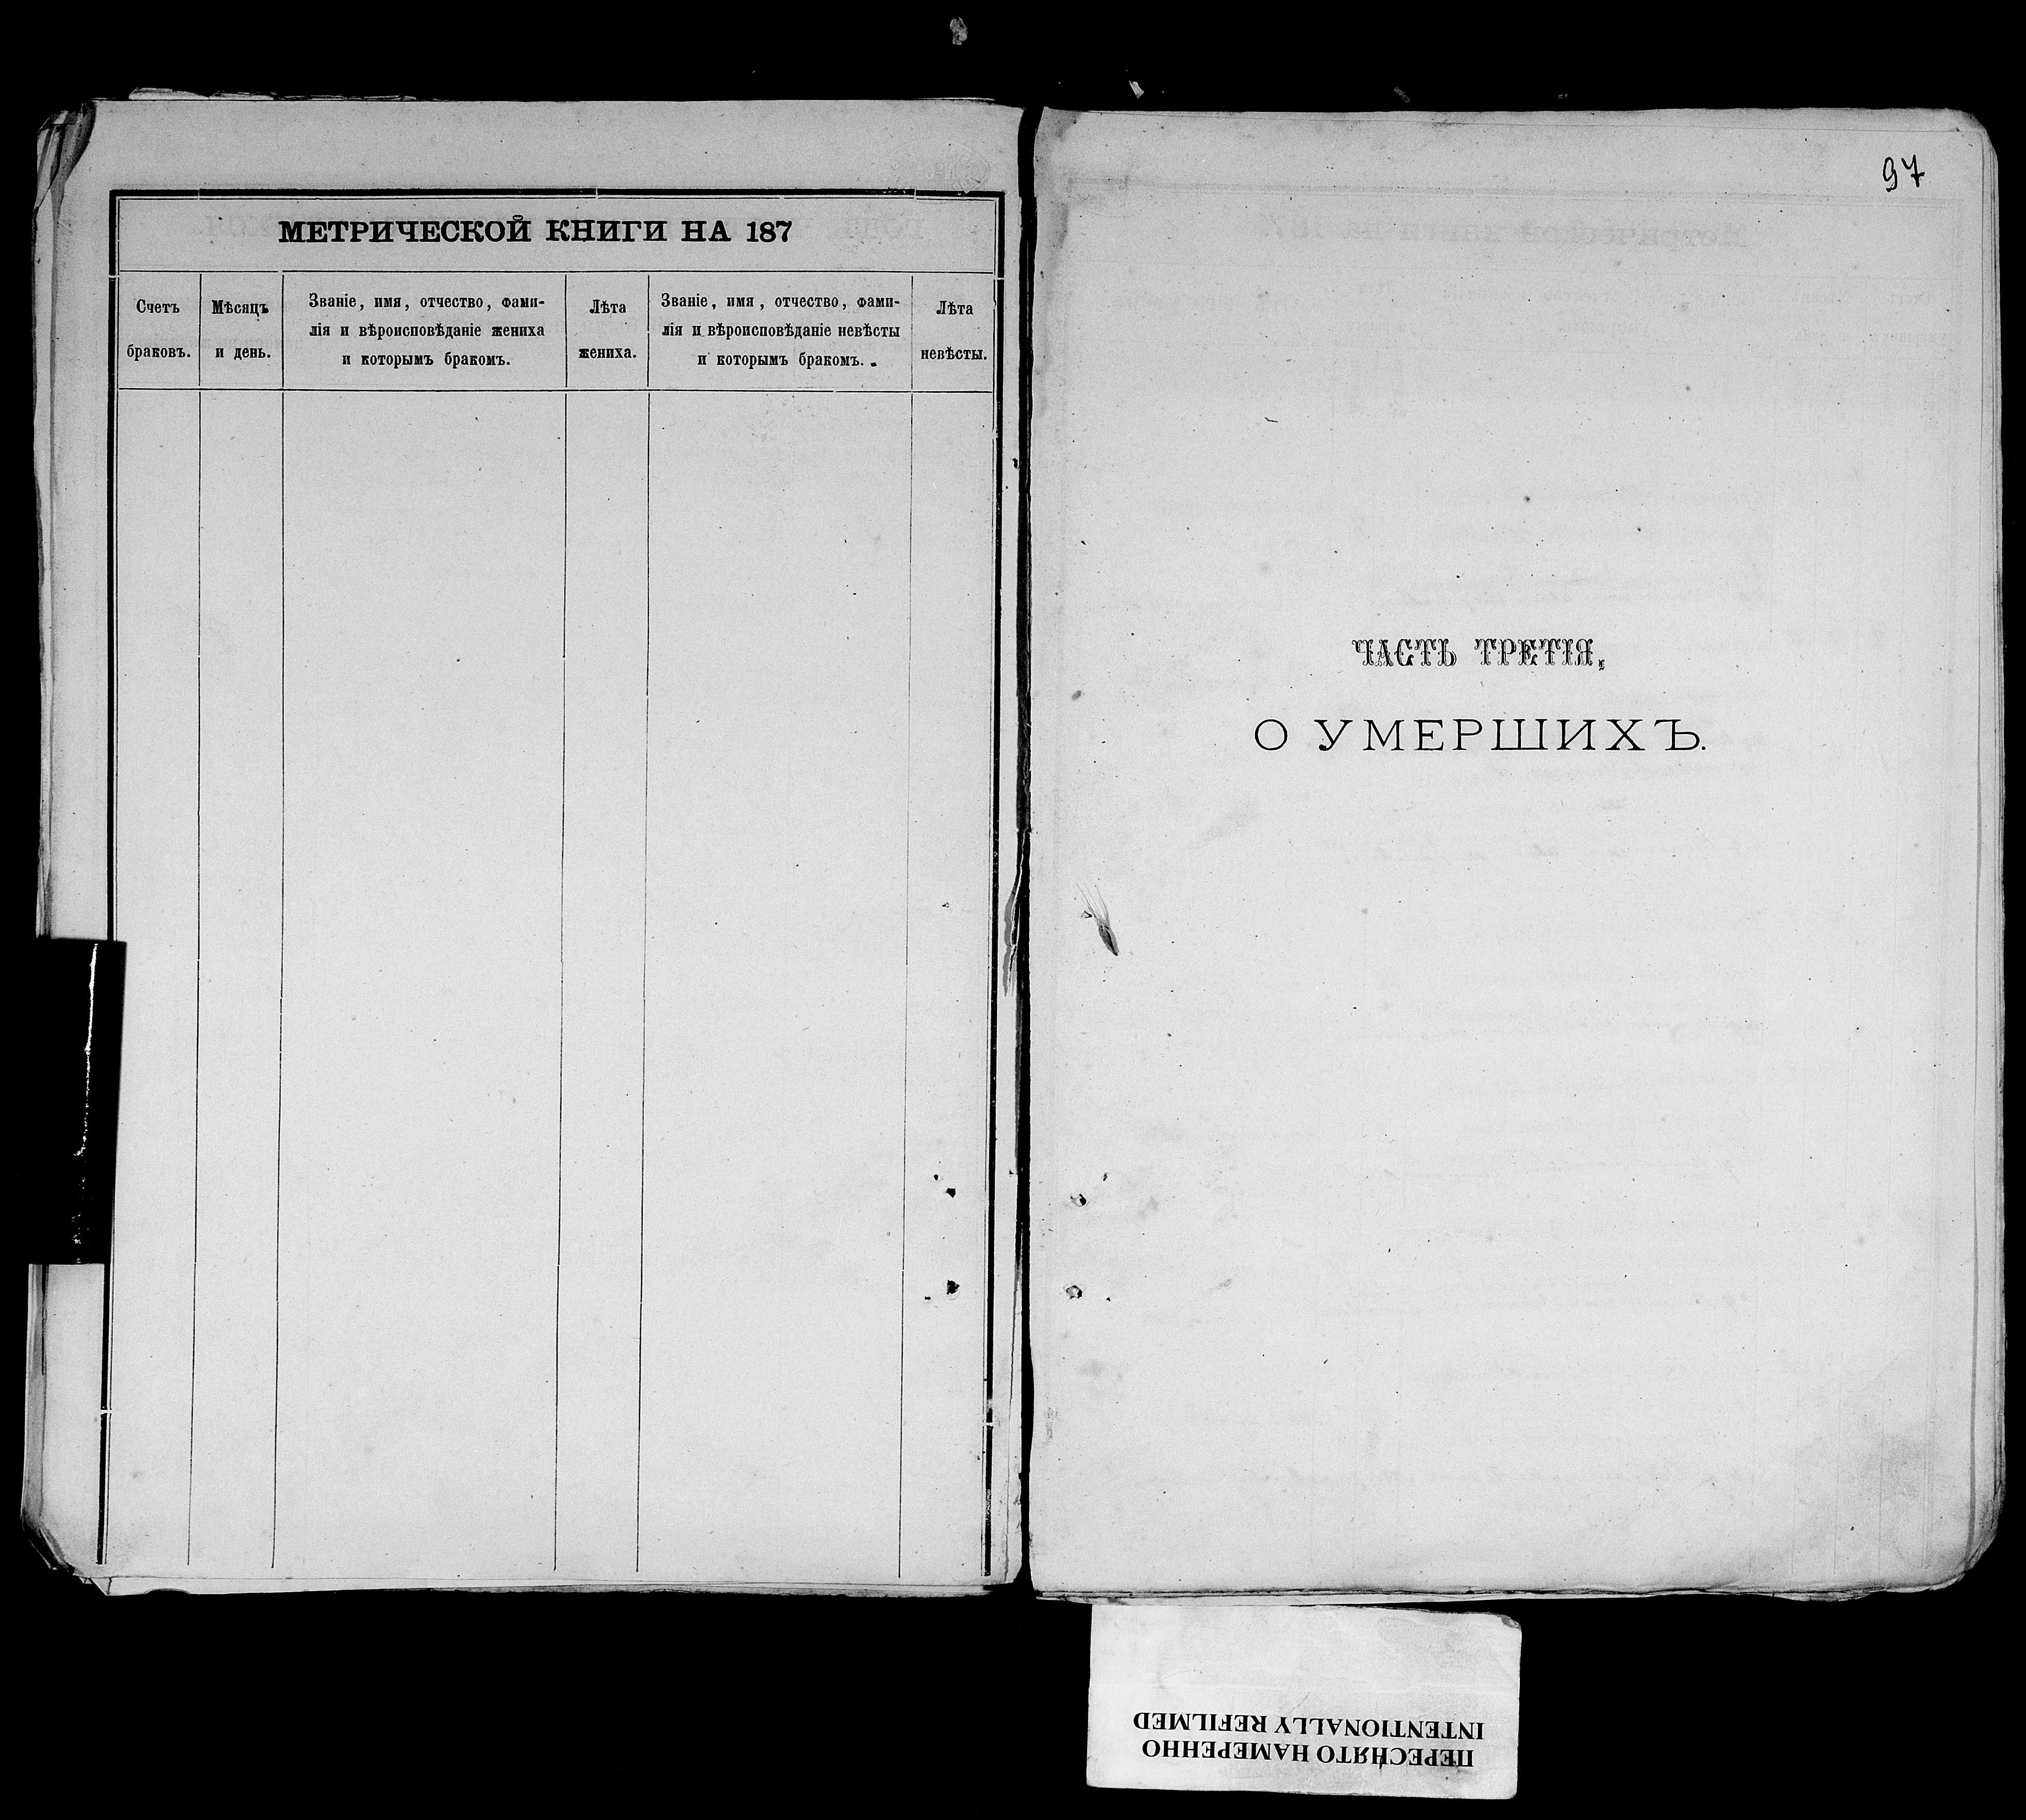 МЕТРИЧЕСКОЙ КНИГИ НА 187
Счетъ
браковъ.
Мѣсяцъ
и день.
Званіе, имя, отчество, фами-
лія и вѣроисповѣданіе жениха
и которымъ бракомъ.
Лѣта
жениха.
Званіе, имя, отчество, фами-
лія и вѣроисповѣданіе невѣсты
и которымъ бракомъ.
Лѣта
невѣсты.
97
ЧАСТЬ ТРЕТІЯ,
О УМЕРШИХЪ.
ПЕРЕСНЯТО НАМЕРЕННО
INTENTIONALLY REFILMED